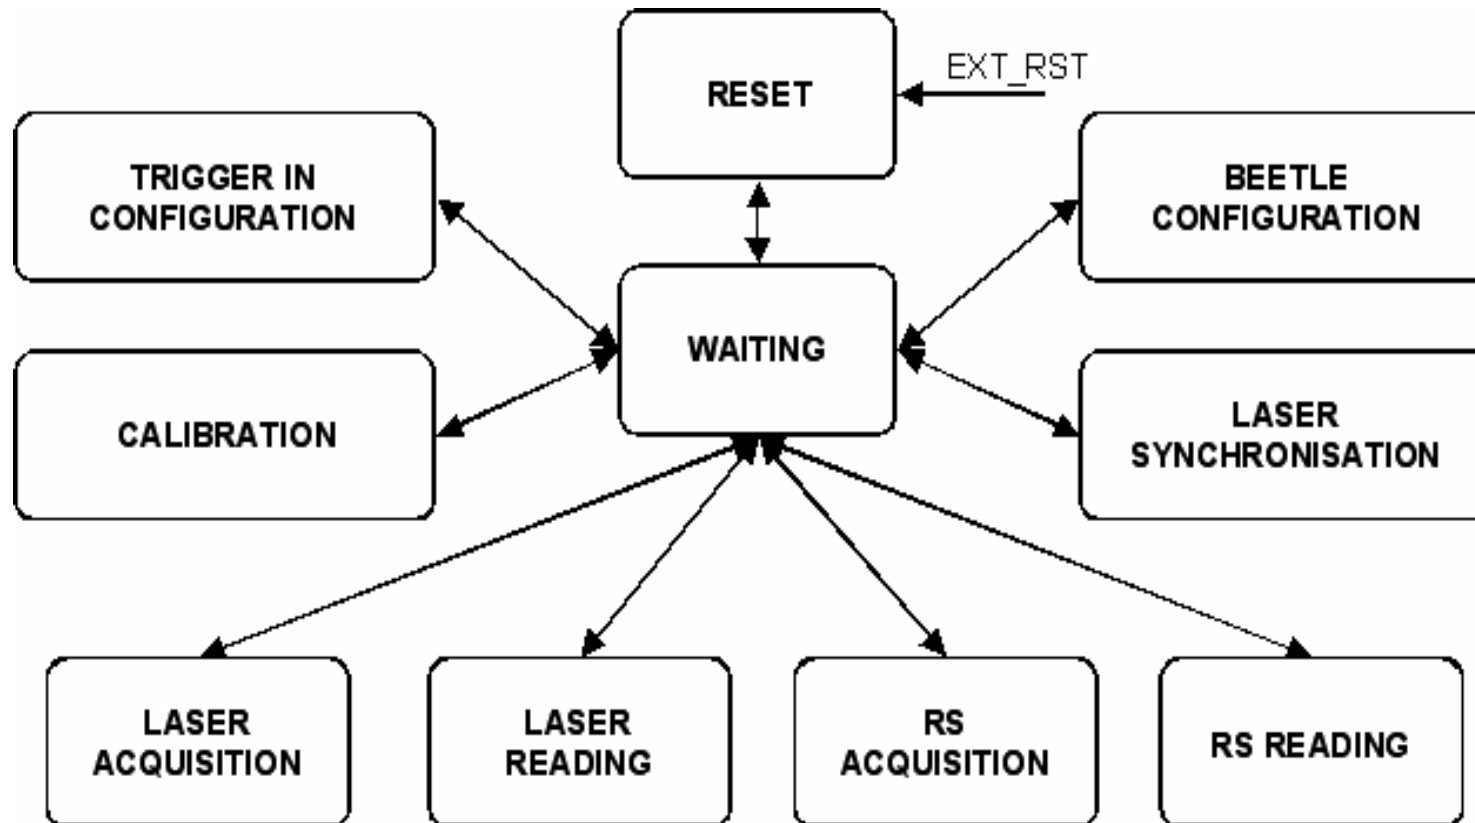 RESET
EXT_RST
TRIGGER IN
CONFIGURATION
BEETLE
CONFIGURATION
WAITING
CALIBRATION
LASER
SYNCHRONISATION
LASER
ACQUISITION
LASER
READING
RS
ACQUISITION
RS READING